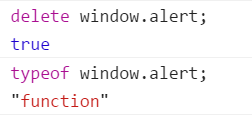 delete window.alert;
true
typeof window.alert;
"function"